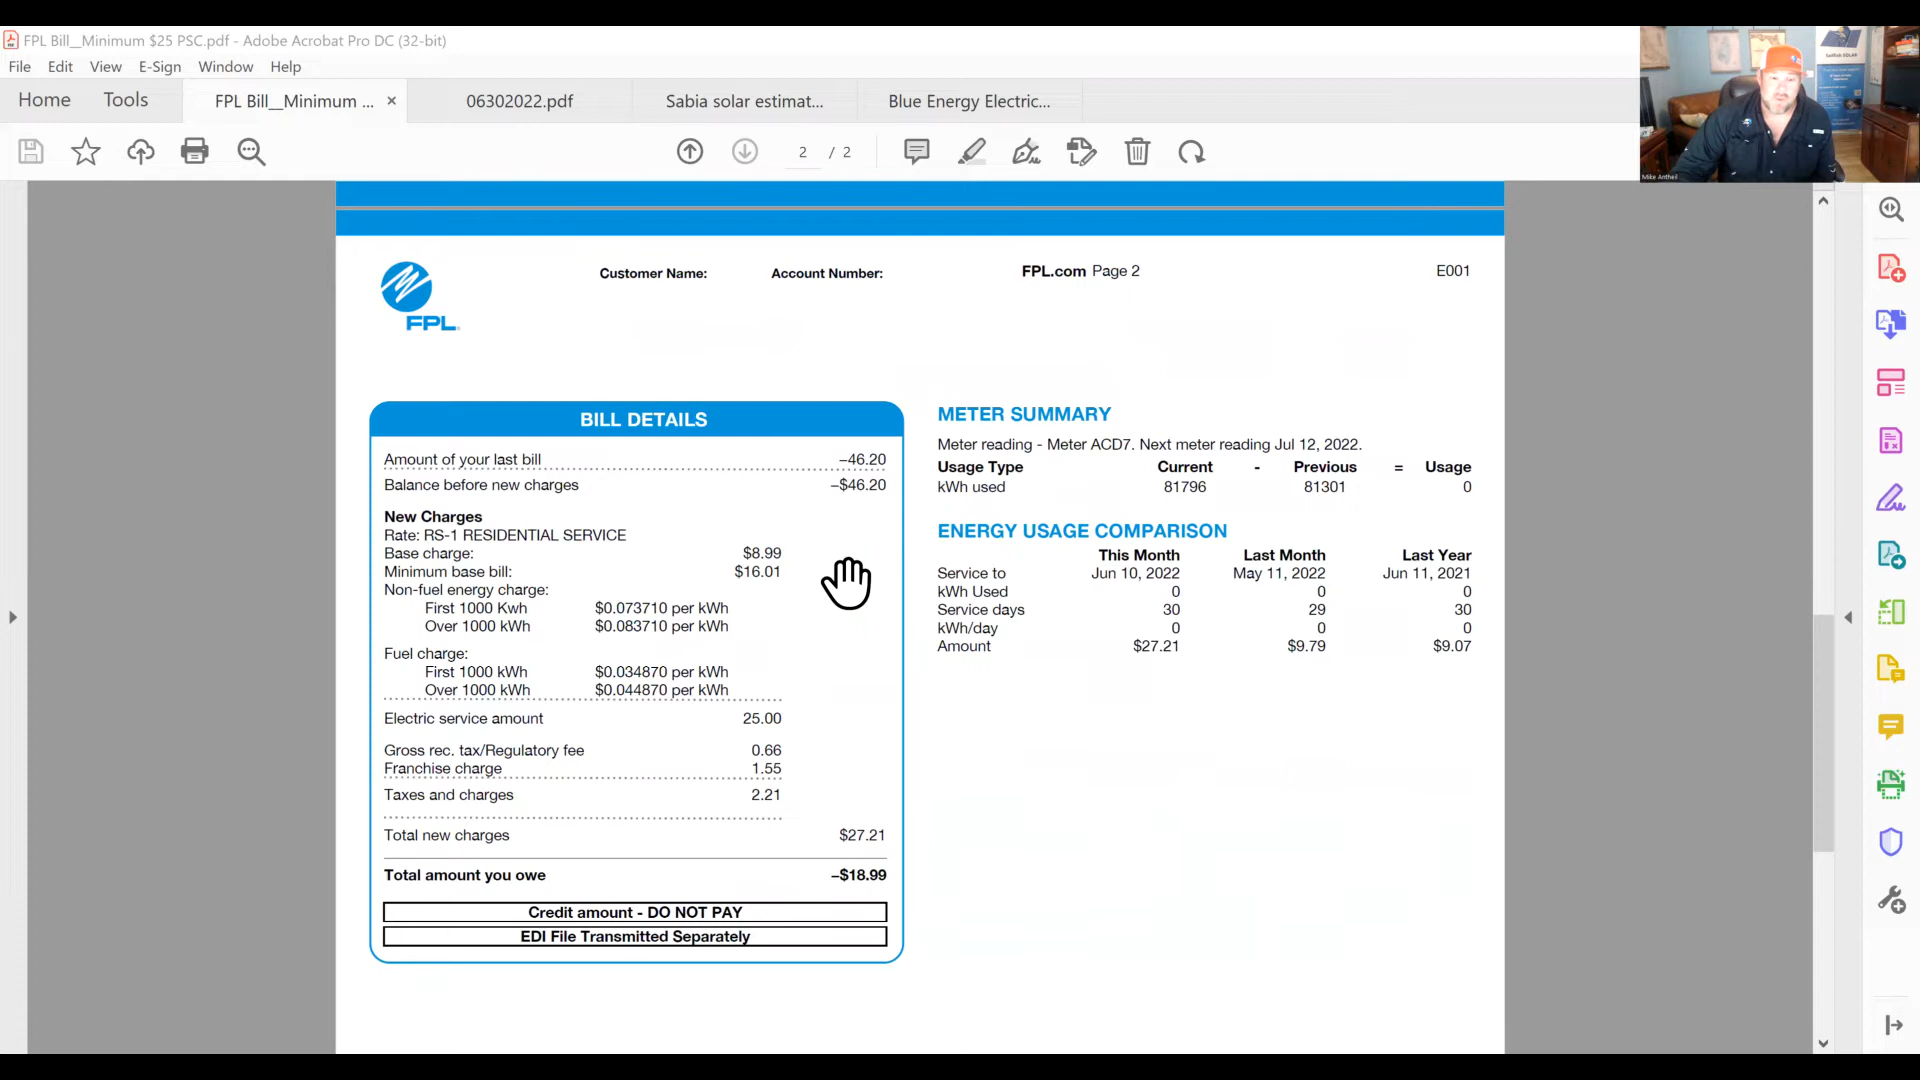 FPL Bill__Minimum $25 PSC.pdf - Adobe Acrobat Pro DC (32-bit)
File Edit View E-Sign Window Help
Home Tools FPL Bill__Minimum ... × 06302022.pdf Sabia solar estimat... Blue Energy Electric...
2 / 2
Mike Antheil
Customer Name: Account Number: FPL.com Page 2 E001
FPL.
BILL DETAILS
Amount of your last bill –46.20
Balance before new charges –$46.20
New Charges
Rate: RS-1 RESIDENTIAL SERVICE
Base charge: $8.99
Minimum base bill: $16.01
Non-fuel energy charge:
First 1000 Kwh $0.073710 per kWh
Over 1000 kWh $0.083710 per kWh
Fuel charge:
First 1000 kWh $0.034870 per kWh
Over 1000 kWh $0.044870 per kWh
Electric service amount 25.00
Gross rec. tax/Regulatory fee 0.66
Franchise charge 1.55
Taxes and charges 2.21
Total new charges $27.21
Total amount you owe –$18.99
Credit amount - DO NOT PAY
EDI File Transmitted Separately
METER SUMMARY
Meter reading - Meter ACD7. Next meter reading Jul 12, 2022.
Usage Type Current - Previous = Usage
kWh used 81796 81301 0
ENERGY USAGE COMPARISON
This Month Last Month Last Year
Service to Jun 10, 2022 May 11, 2022 Jun 11, 2021
kWh Used 0 0 0
Service days 30 29 30
kWh/day 0 0 0
Amount $27.21 $9.79 $9.07